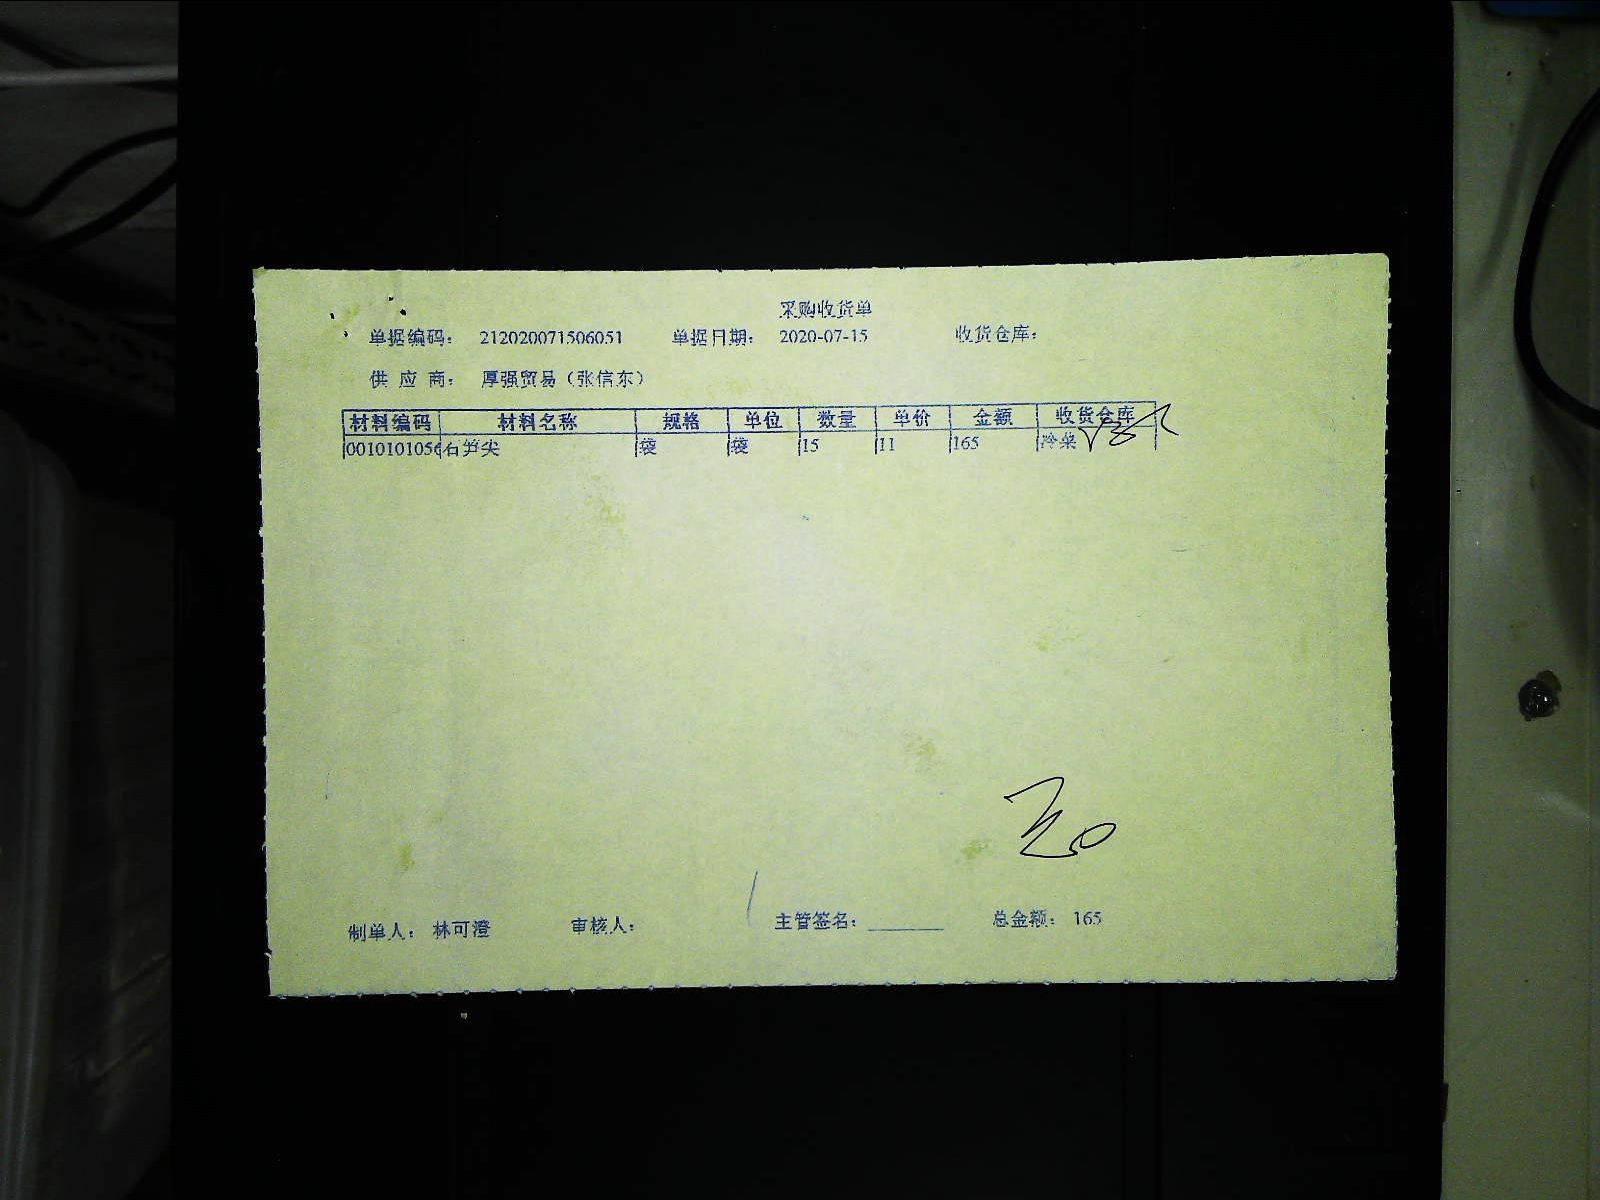 采购收货单
单据编码： 212020071506051 单据日期： 2020-07-15 收货仓库：
供 应 商： 厚强贸易（张信东）
材料编码 材料名称 规格 单位 数量 单价 金额 收货仓库
0010101056 石笋尖 袋 袋 15 11 165 冷菜
制单人： 林可澄 审核人： 主管签名： 总金额： 165